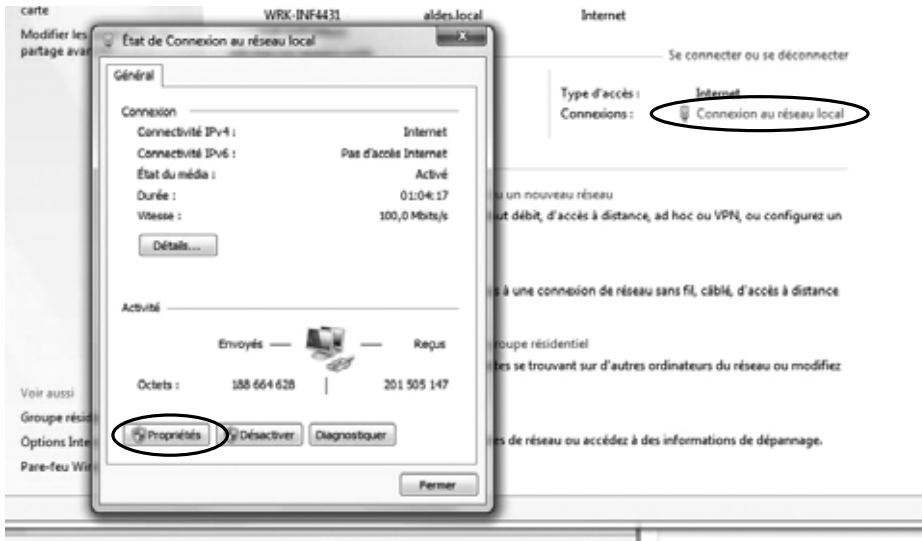 carte
WRK-INF4431 aldes.local Internet
Modifier les
partage avan
État de Connexion au réseau local
x
Se connecter ou se déconnecter
Général
Type d'accès : Internet
Connexions : Connexion au réseau local
Connexion
Connectivité IPv4 : Internet
Connectivité IPv6 : Pas d'accès Internet
État du média : Activé
Durée : 01:04:17
Vitesse : 100,0 Mbits/s
Détails...
u un nouveau réseau
ut débit, d'accès à distance, ad hoc ou VPN, ou configurez un
s à une connexion de réseau sans fil, câblé, d'accès à distance
Activité
Envoyés — — Reçus
Octets : 188 664 628 201 505 147
roupe résidentiel
tes se trouvant sur d'autres ordinateurs du réseau ou modifiez
Voir aussi
Groupe résid
Options Inte
Pare-feu Win
Propriétés Désactiver Diagnostiquer
es de réseau ou accédez à des informations de dépannage.
Fermer